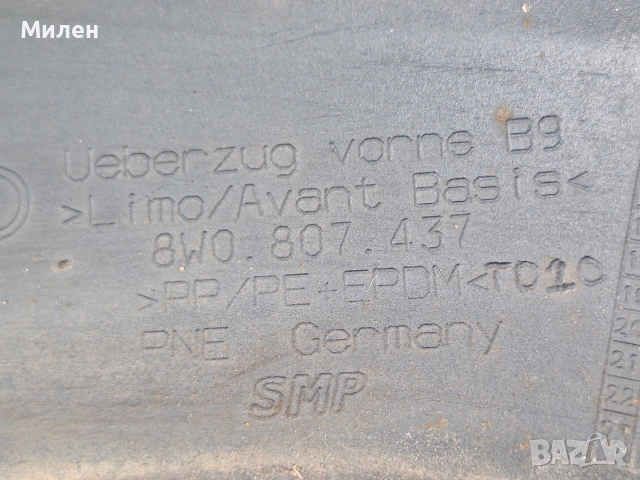 Милен
Ueberzug vorne B9
>Limo/Avant Basis<
8W0.807.437
>PP/PE+EPDM<TD10
PNE Germany
SMP
BAZAR